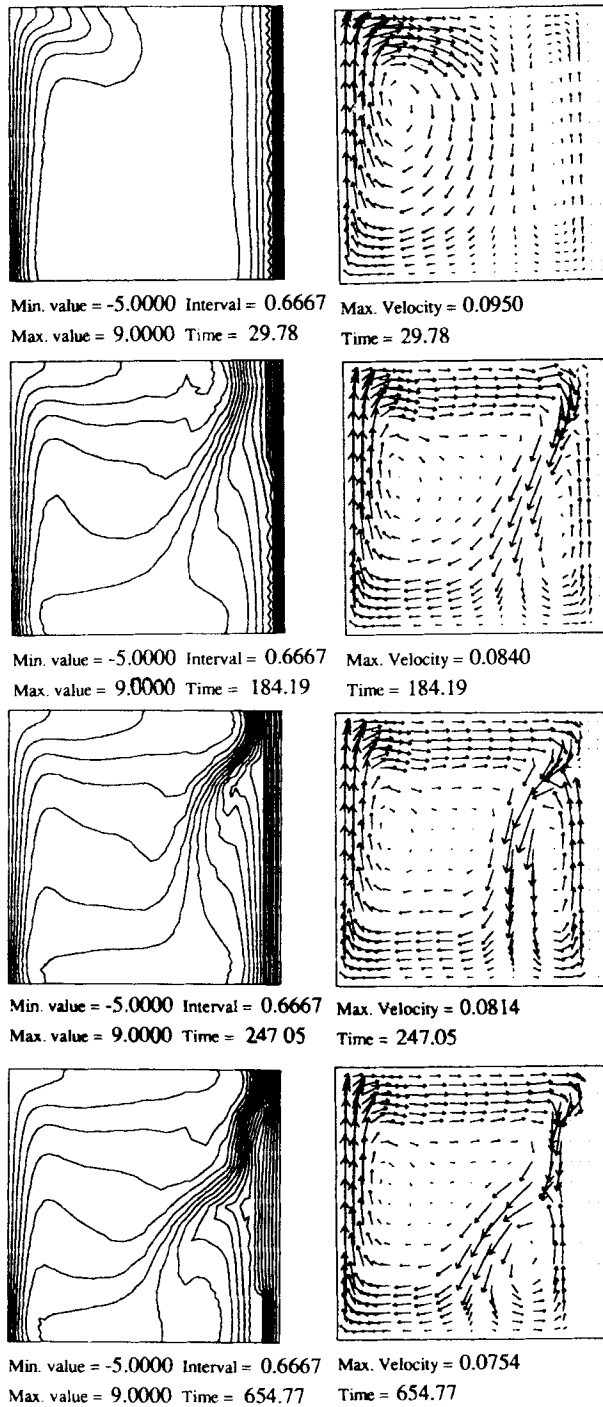 Min. value = -5.0000 Interval = 0.6667 Max. Velocity = 0.0950
Max. value = 9.0000 Time = 29.78 Time = 29.78
Min. value = -5.0000 Interval = 0.6667 Max. Velocity = 0.0840
Max. value = 9.0000 Time = 184.19 Time = 184.19
Min. value = -5.0000 Interval = 0.6667 Max. Velocity = 0.0814
Max. value = 9.0000 Time = 247 05 Time = 247.05
Min. value = -5.0000 Interval = 0.6667 Max. Velocity = 0.0754
Max. value = 9.0000 Time = 654.77 Time = 654.77